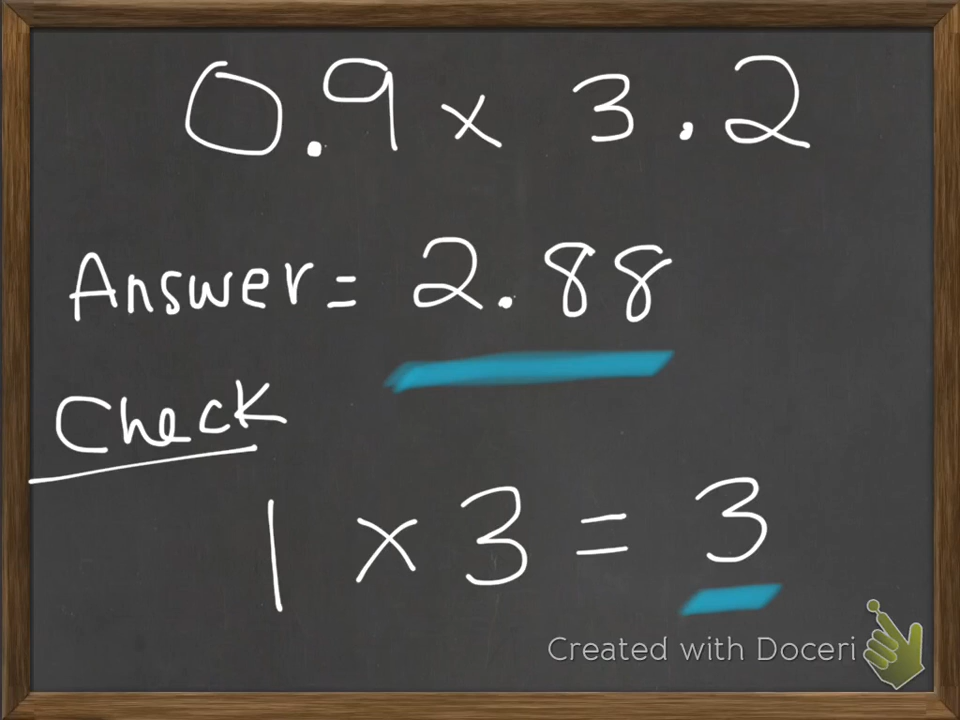 0.9 x 3.2
Answer = 2.88
Check
1 x 3 = 3
Created with Doceri